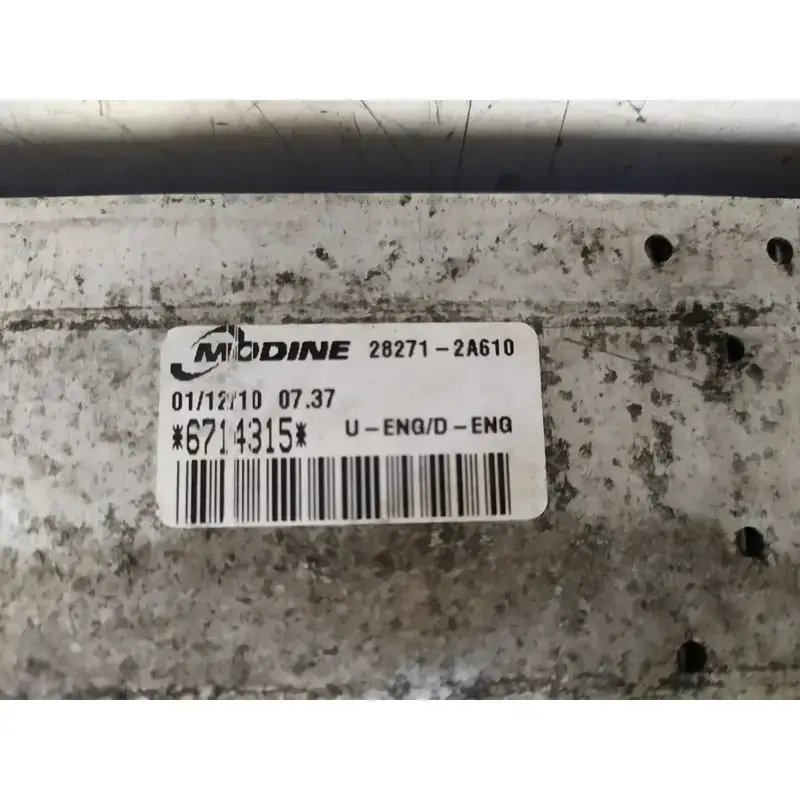 MODINE 28271-2A610
01/12/10 07.37
*6714315* U-ENG/D-ENG